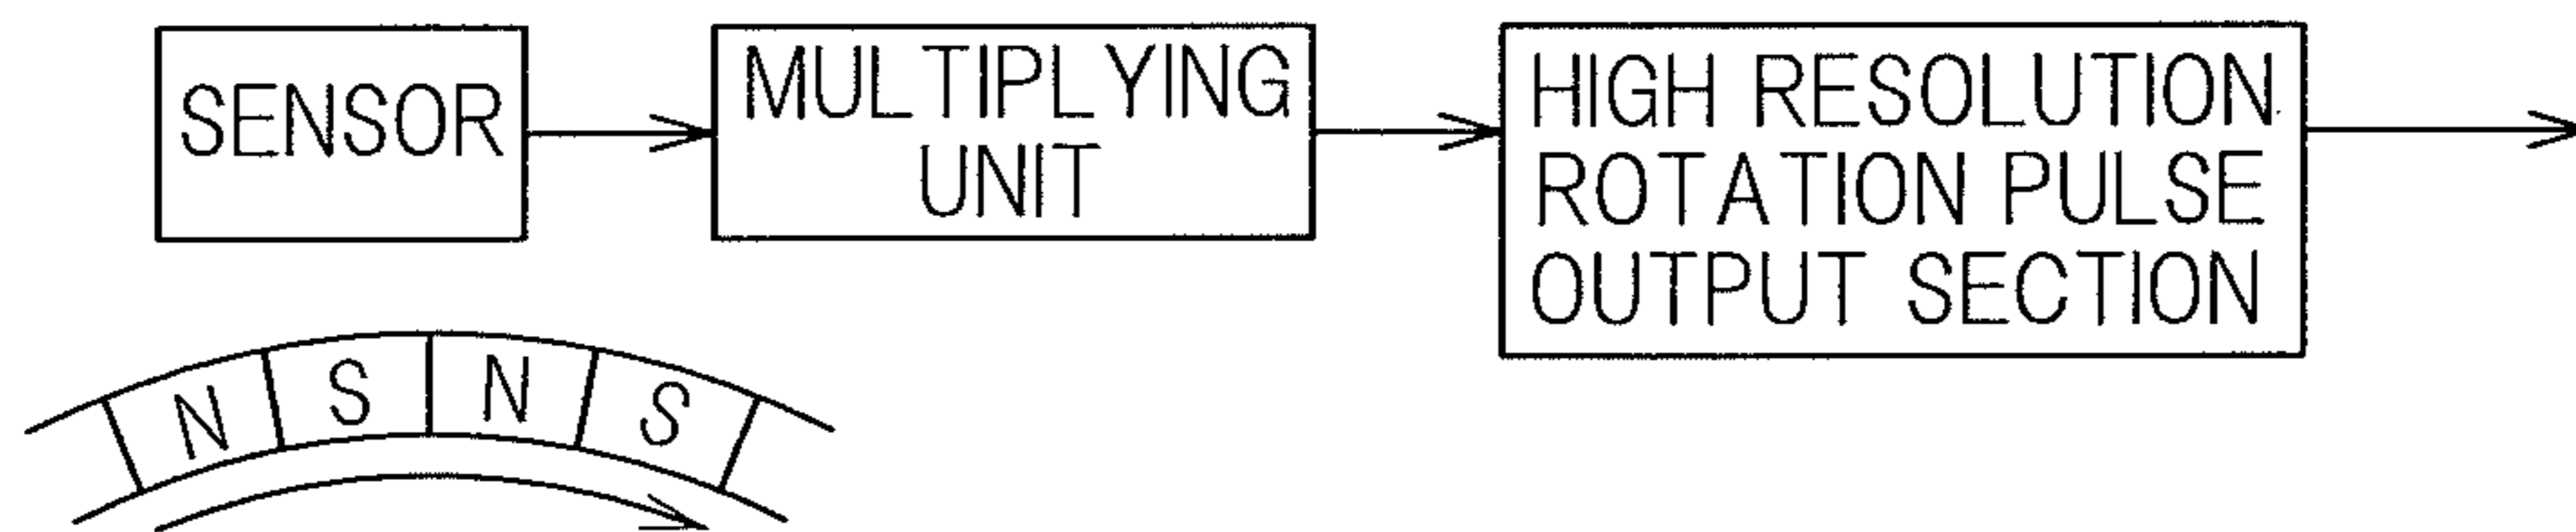 SENSOR
MULTIPLYING
UNIT
HIGH RESOLUTION
ROTATION PULSE
OUTPUT SECTION
N S N S